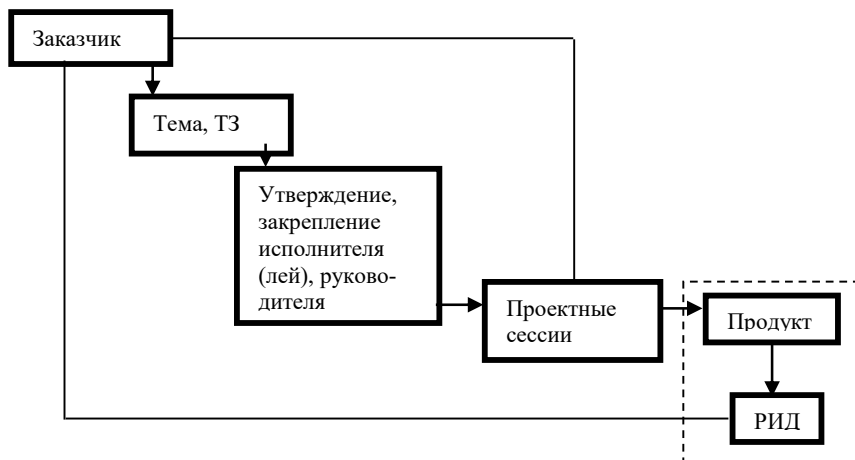 Заказчик
Тема, ТЗ
Утверждение,
закрепление
исполнителя
(лей), руково-
дителя
Проектные
сессии
Продукт
РИД